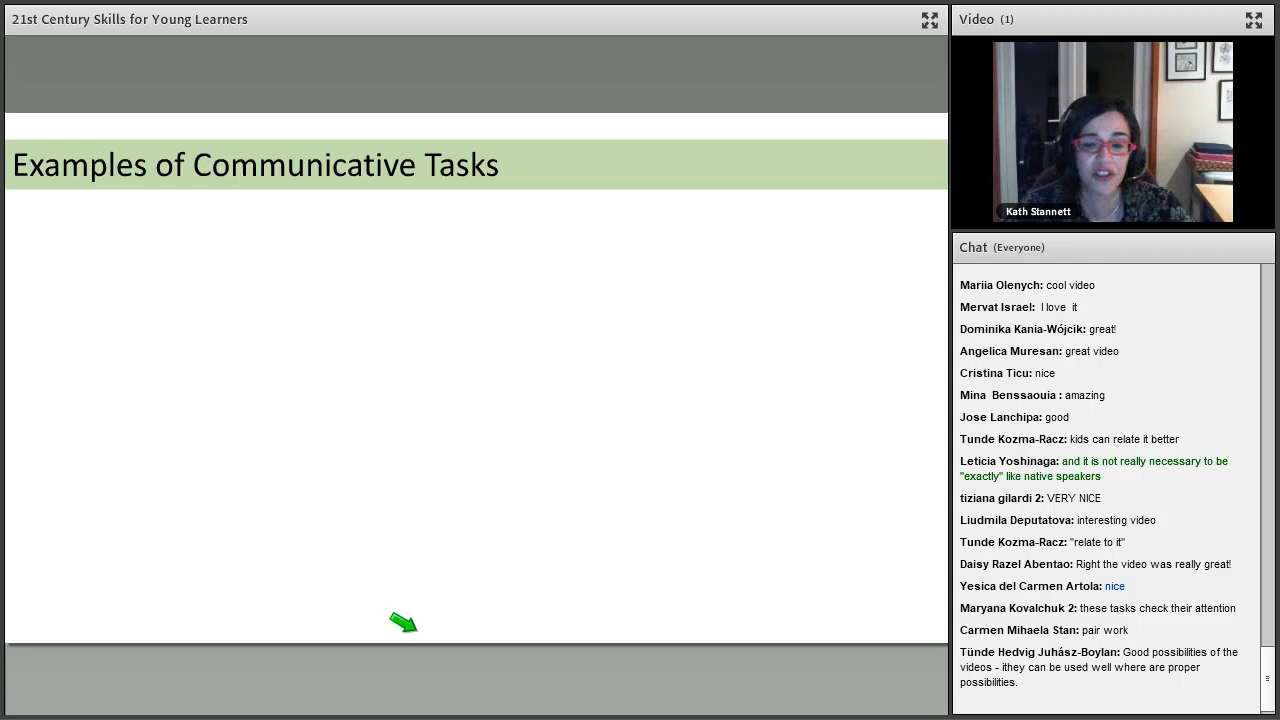 21st Century Skills for Young Learners
Examples of Communicative Tasks
Video (1)
Kath Stannett
Chat (Everyone)
Mariia Olenych: cool video
Mervat Israel: I love it
Dominika Kania-Wójcik: great!
Angelica Muresan: great video
Cristina Ticu: nice
Mina Benssaouia : amazing
Jose Lanchipa: good
Tunde Kozma-Racz: kids can relate it better
Leticia Yoshinaga: and it is not really necessary to be
"exactly" like native speakers
tiziana gilardi 2: VERY NICE
Liudmila Deputatova: interesting video
Tunde Kozma-Racz: "relate to it"
Daisy Razel Abentao: Right the video was really great!
Yesica del Carmen Artola: nice
Maryana Kovalchuk 2: these tasks check their attention
Carmen Mihaela Stan: pair work
Tünde Hedvig Juhász-Boylan: Good possibilities of the
videos - ithey can be used well where are proper
possibilities.